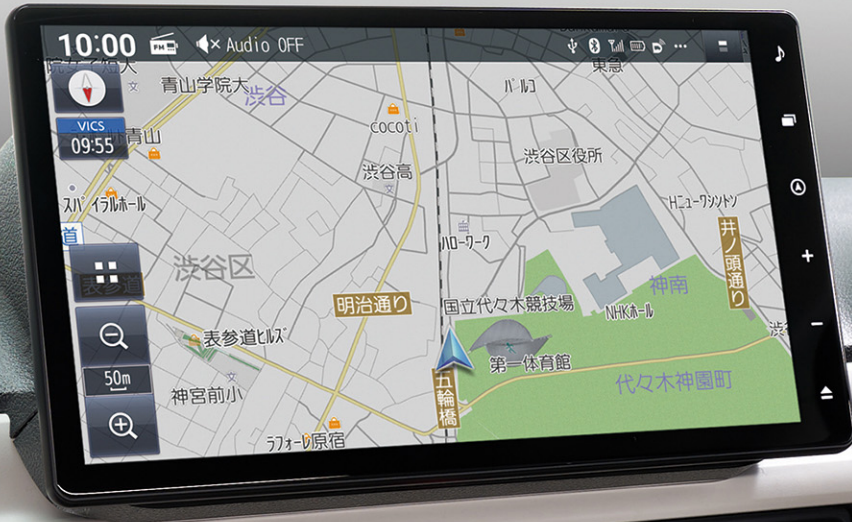 10:00
FM
Audio OFF
青山学院大
渋谷
パルコ
東急
VICS
09:55
青山
cocoti
渋谷高
渋谷区役所
スパイラルホール
道
ハローワーク
Hニューワシントン
井ノ頭通り
渋谷区
表参道
明治通り
国立代々木競技場
NHKホール
神南
表参道ヒルズ
第一体育館
50m
神宮前小
五輪橋
代々木神園町
ラフォーレ原宿